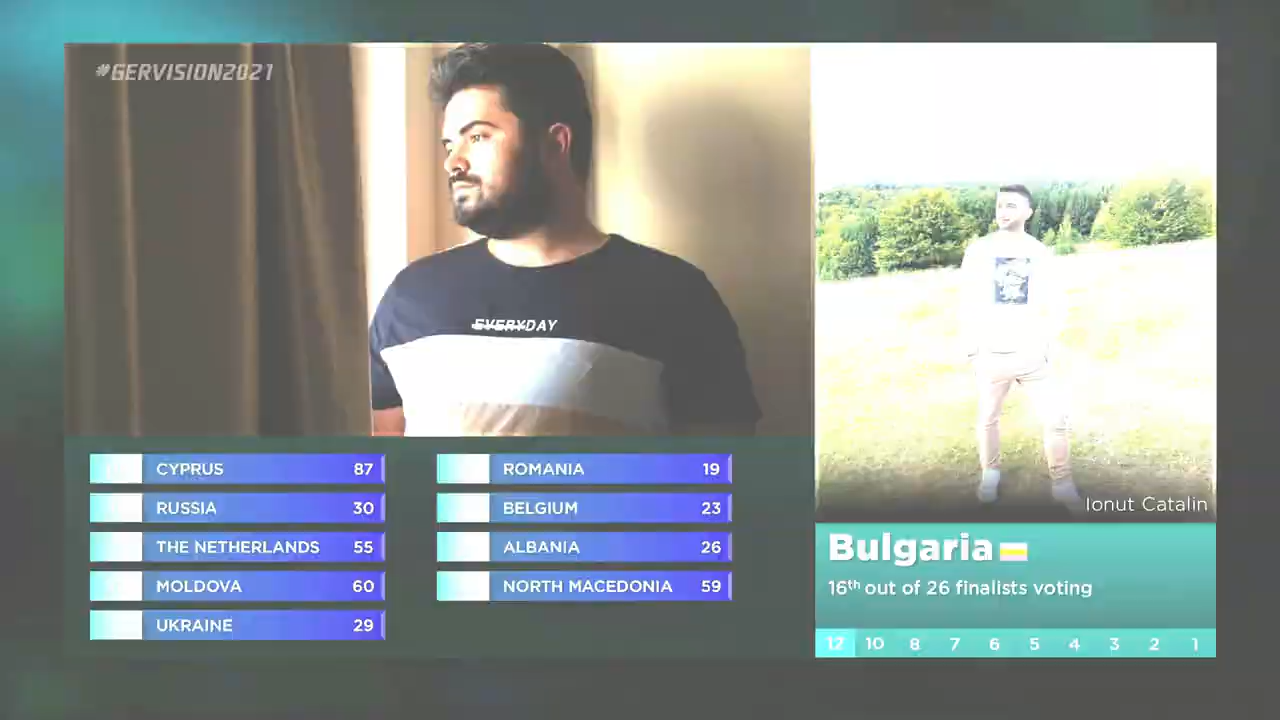 #GERVISION2021
EVERYDAY
CYPRUS 87
RUSSIA 30
THE NETHERLANDS 55
MOLDOVA 60
UKRAINE 29
ROMANIA 19
BELGIUM 23
ALBANIA 26
NORTH MACEDONIA 59
Ionut Catalin
Bulgaria
16th out of 26 finalists voting
12 10 8 7 6 5 4 3 2 1